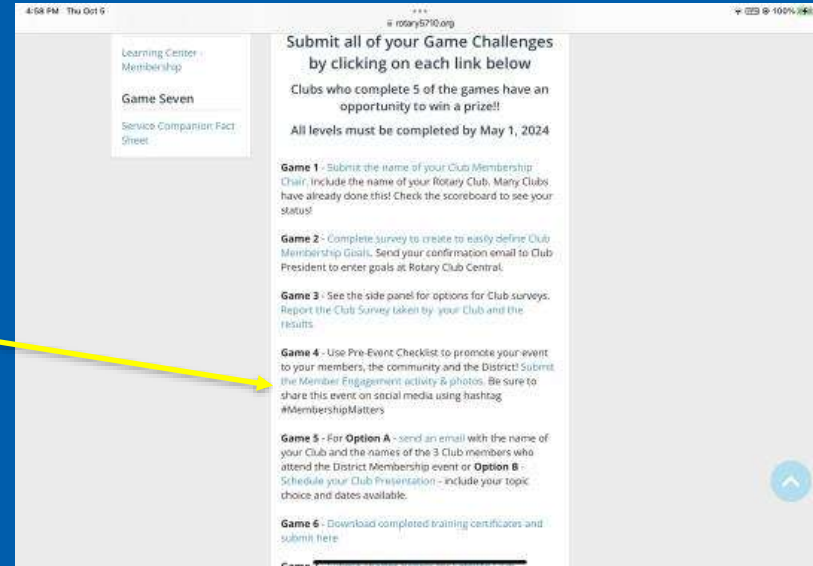 4:58 PM Thu Oct 5
rotary5710.org
100%
Learning Center -
Membership
Game Seven
Service Companion Fact
Sheet
Submit all of your Game Challenges
by clicking on each link below
Clubs who complete 5 of the games have an
opportunity to win a prize!!
All levels must be completed by May 1, 2024
Game 1 - Submit the name of your Club Membership
Chair. Include the name of your Rotary Club. Many Clubs
have already done this! Check the scoreboard to see your
status!
Game 2 - Complete survey to create to easily define Club
Membership Goals. Send your confirmation email to Club
President to enter goals at Rotary Club Central.
Game 3 - See the side panel for options for Club surveys.
Report the Club Survey taken by your Club and the
results
Game 4 - Use Pre-Event Checklist to promote your event
to your members, the community and the District! Submit
the Member Engagement activity & photos. Be sure to
share this event on social media using hashtag
#MembershipMatters
Game 5 - For Option A - send an email with the name of
your Club and the names of the 3 Club members who
attend the District Membership event or Option B -
Schedule your Club Presentation - include your topic
choice and dates available.
Game 6 - Download completed training certificates and
submit here
Game